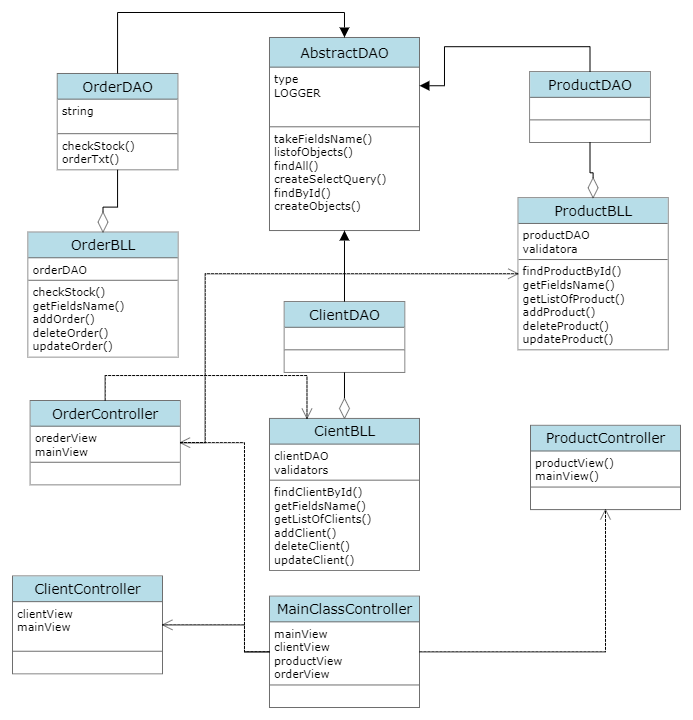 AbstractDAO
type
LOGGER
takeFieldsName()
listofObjects()
findAll()
createSelectQuery()
findById()
createObjects()
OrderDAO
string
checkStock()
orderTxt()
ProductDAO
OrderBLL
orderDAO
checkStock()
getFieldsName()
addOrder()
deleteOrder()
updateOrder()
ProductBLL
productDAO
validatora
findProductById()
getFieldsName()
getListOfProduct()
addProduct()
deleteProduct()
updateProduct()
ClientDAO
OrderController
orederView
mainView
CientBLL
clientDAO
validators
findClientById()
getFieldsName()
getListOfClients()
addClient()
deleteClient()
updateClient()
ProductController
productView()
mainView()
ClientController
clientView
mainView
MainClassController
mainView
clientView
productView
orderView